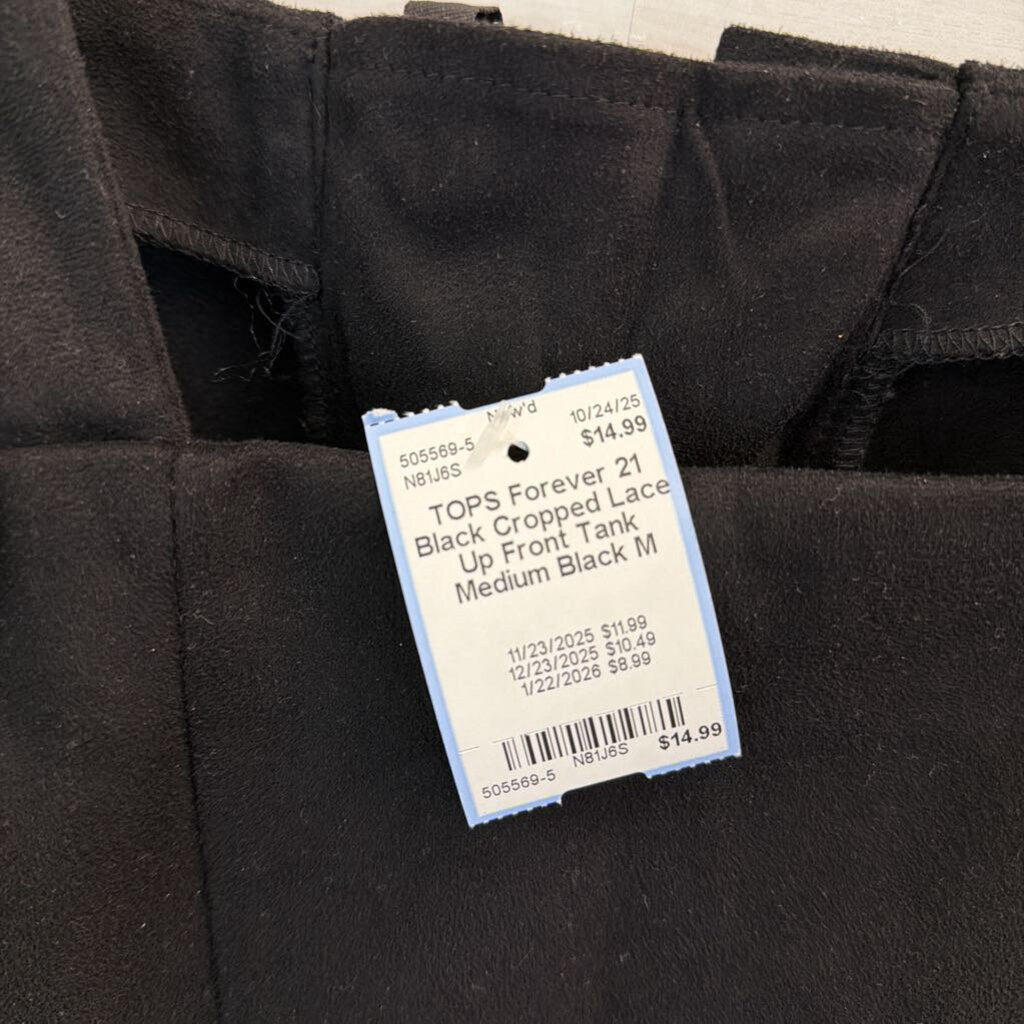 10/24/25
505569-5 $14.99
N81J6S
TOPS Forever 21
Black Cropped Lace
Up Front Tank
Medium Black M
11/23/2025 $11.99
12/23/2025 $10.49
1/22/2026 $8.99
505569-5 N81J6S $14.99